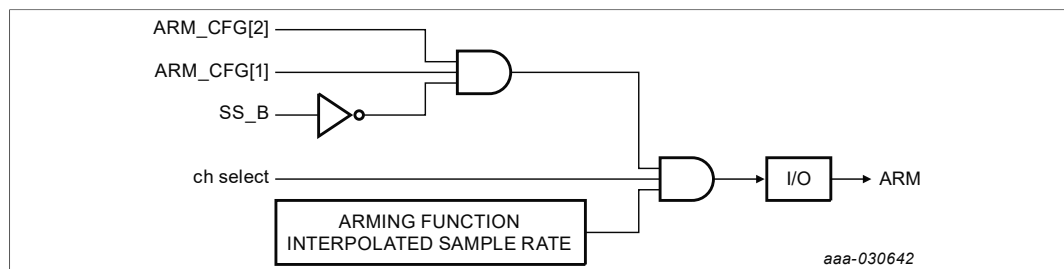 ARM_CFG[2]
ARM_CFG[1]
SS_B
ch select
ARMING FUNCTION
INTERPOLATED SAMPLE RATE
I/O
ARM
aaa-030642